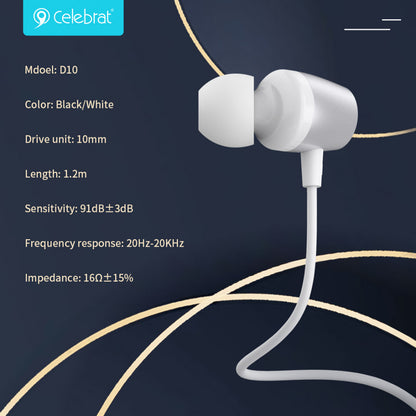 Celebrat®
Mdoel: D10
Color: Black/White
Drive unit: 10mm
Length: 1.2m
Sensitivity: 91dB±3dB
Frequency response: 20Hz-20KHz
Impedance: 16Ω±15%